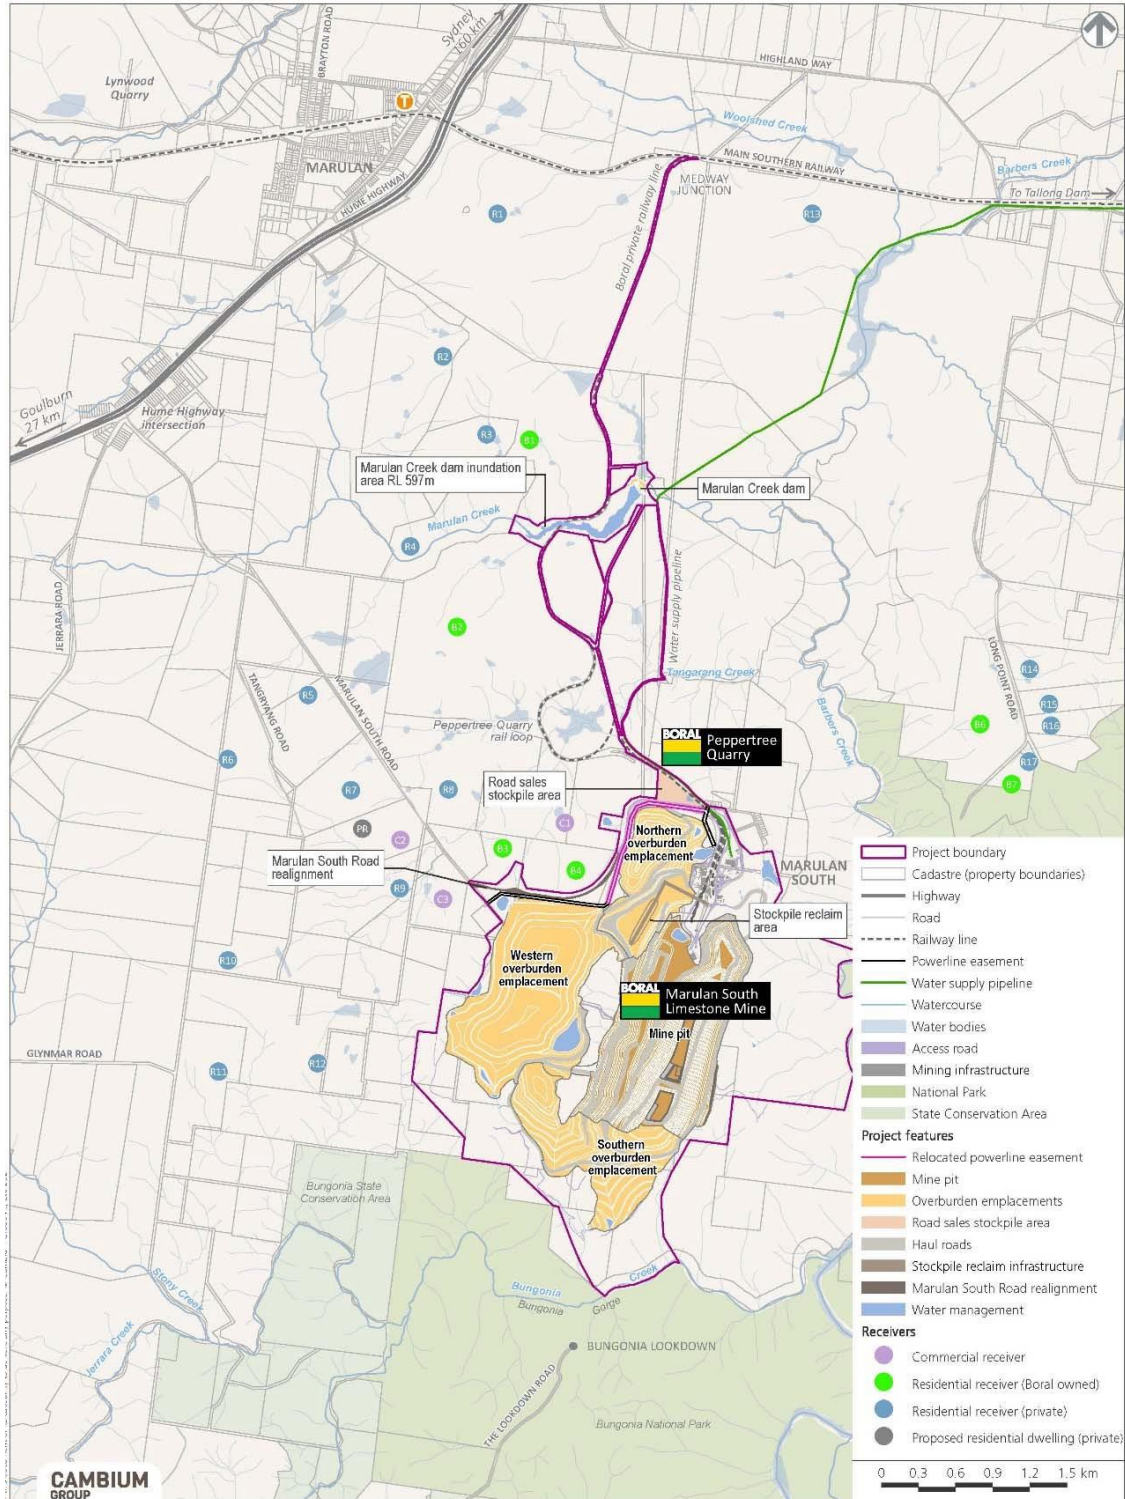 Sydney
160 km
BRAYTON ROAD
Lynwood
Quarry
T
HIGHLAND WAY
Woolshed Creek
MARULAN
MAIN SOUTHERN RAILWAY
Barbers Creek
MEDWAY
JUNCTION
To Tallong Dam
HUME HIGHWAY
R1
R13
Boral private railway line
R2
Goulburn
27 km
Hume Highway
intersection
R3
B1
Marulan Creek dam inundation
area RL 597m
Marulan Creek dam
Marulan Creek
R4
JERRARA ROAD
B2
Water supply pipeline
LONG POINT ROAD
Tangarang Creek
R14
TANGRYANG ROAD
MARULAN SOUTH ROAD
R5
Barbers Creek
R15
B6
R16
Peppertree Quarry
rail loop
BORAL
Peppertree
Quarry
R6
R17
Road sales
stockpile area
B7
R7
R8
C1
PR
C2
Northern
overburden
emplacement
B3
B4
Marulan South Road
realignment
MARULAN
SOUTH
R9
C3
Stockpile reclaim
area
R10
Western
overburden
emplacement
BORAL
Marulan South
Limestone Mine
Mine pit
GLYNMAR ROAD
R11
R12
Southern
overburden
emplacement
Bungonia State
Conservation Area
Stony Creek
Bungonia Creek
Bungonia Gorge
Jerrara Creek
BUNGONIA LOOKDOWN
THE LOOKDOWN ROAD
Bungonia National Park
CAMBIUM
GROUP
Project boundary
Cadastre (property boundaries)
Highway
Road
Railway line
Powerline easement
Water supply pipeline
Watercourse
Water bodies
Access road
Mining infrastructure
National Park
State Conservation Area
Project features
Relocated powerline easement
Mine pit
Overburden emplacements
Road sales stockpile area
Haul roads
Stockpile reclaim infrastructure
Marulan South Road realignment
Water management
Receivers
Commercial receiver
Residential receiver (Boral owned)
Residential receiver (private)
Proposed residential dwelling (private)
0 0.3 0.6 0.9 1.2 1.5 km